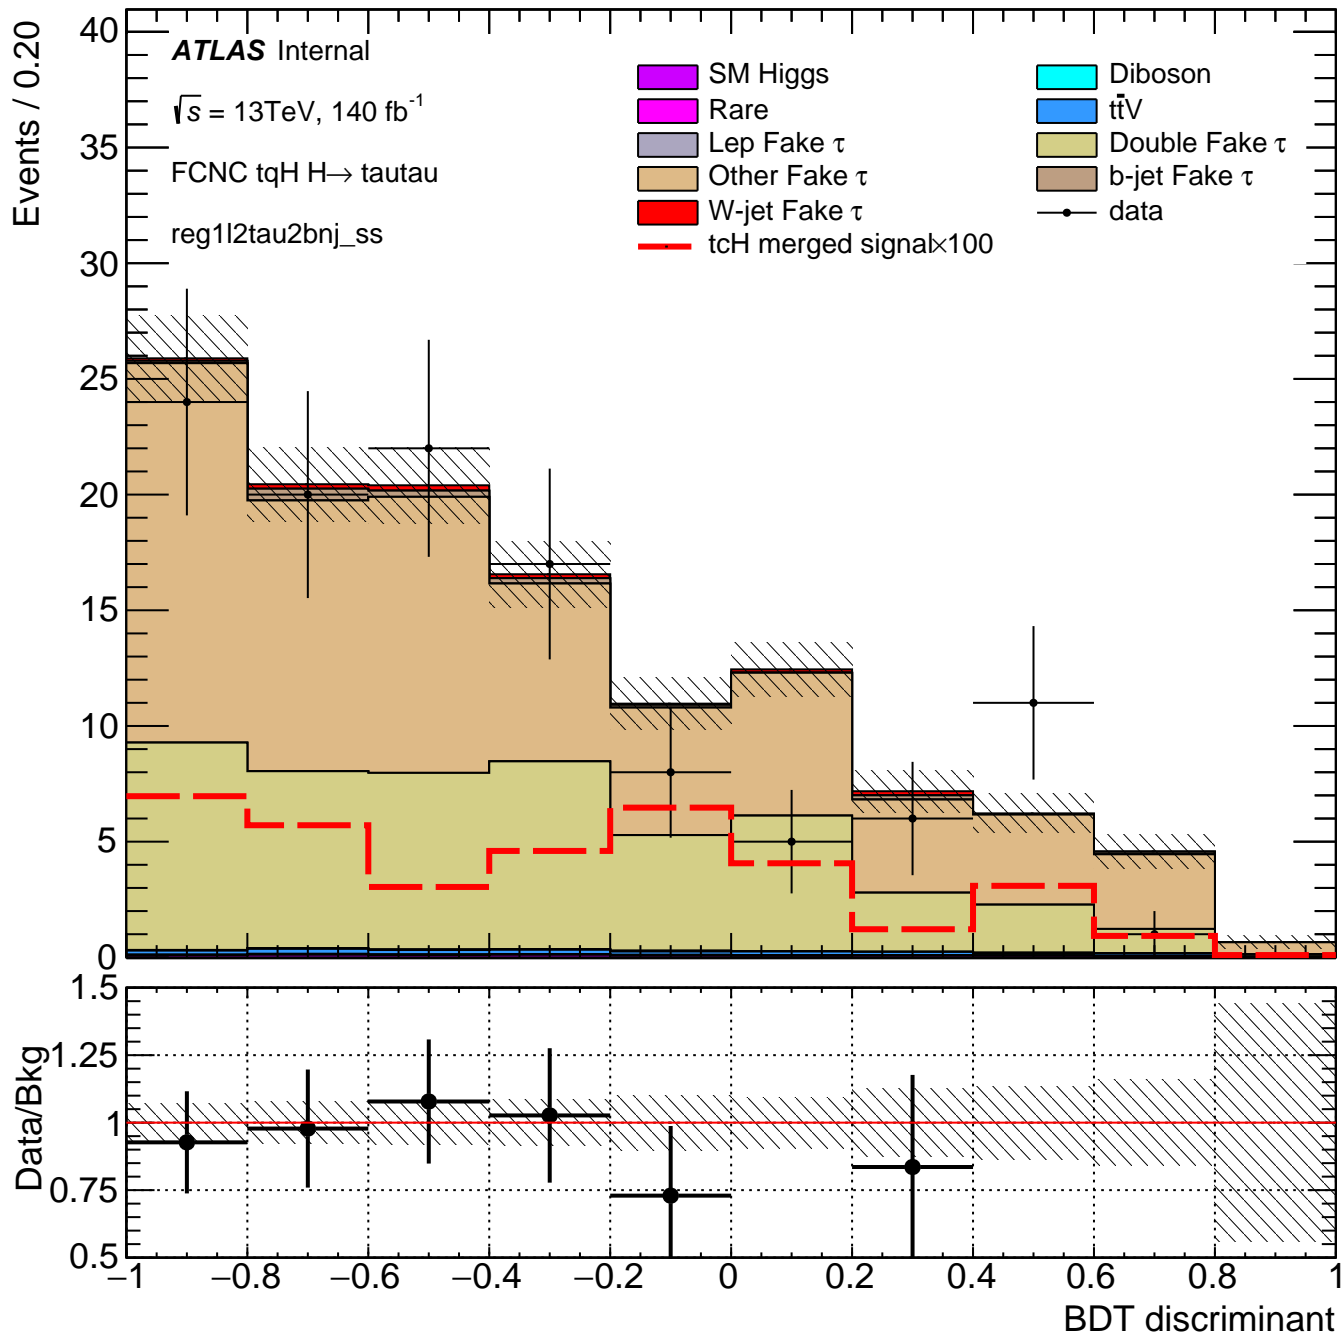 Events / 0.20
40
35
30
25
20
15
10
5
0
ATLAS Internal
√s = 13TeV, 140 fb⁻¹
FCNC tqH H→ tautau
reg1l2tau2bnj_ss
SM Higgs
Rare
Lep Fake τ
Other Fake τ
W-jet Fake τ
tcH merged signal×100
Diboson
tt̄V
Double Fake τ
b-jet Fake τ
data
Data/Bkg
1.5
1.25
1
0.75
0.5
−1 −0.8 −0.6 −0.4 −0.2 0 0.2 0.4 0.6 0.8 1
BDT discriminant